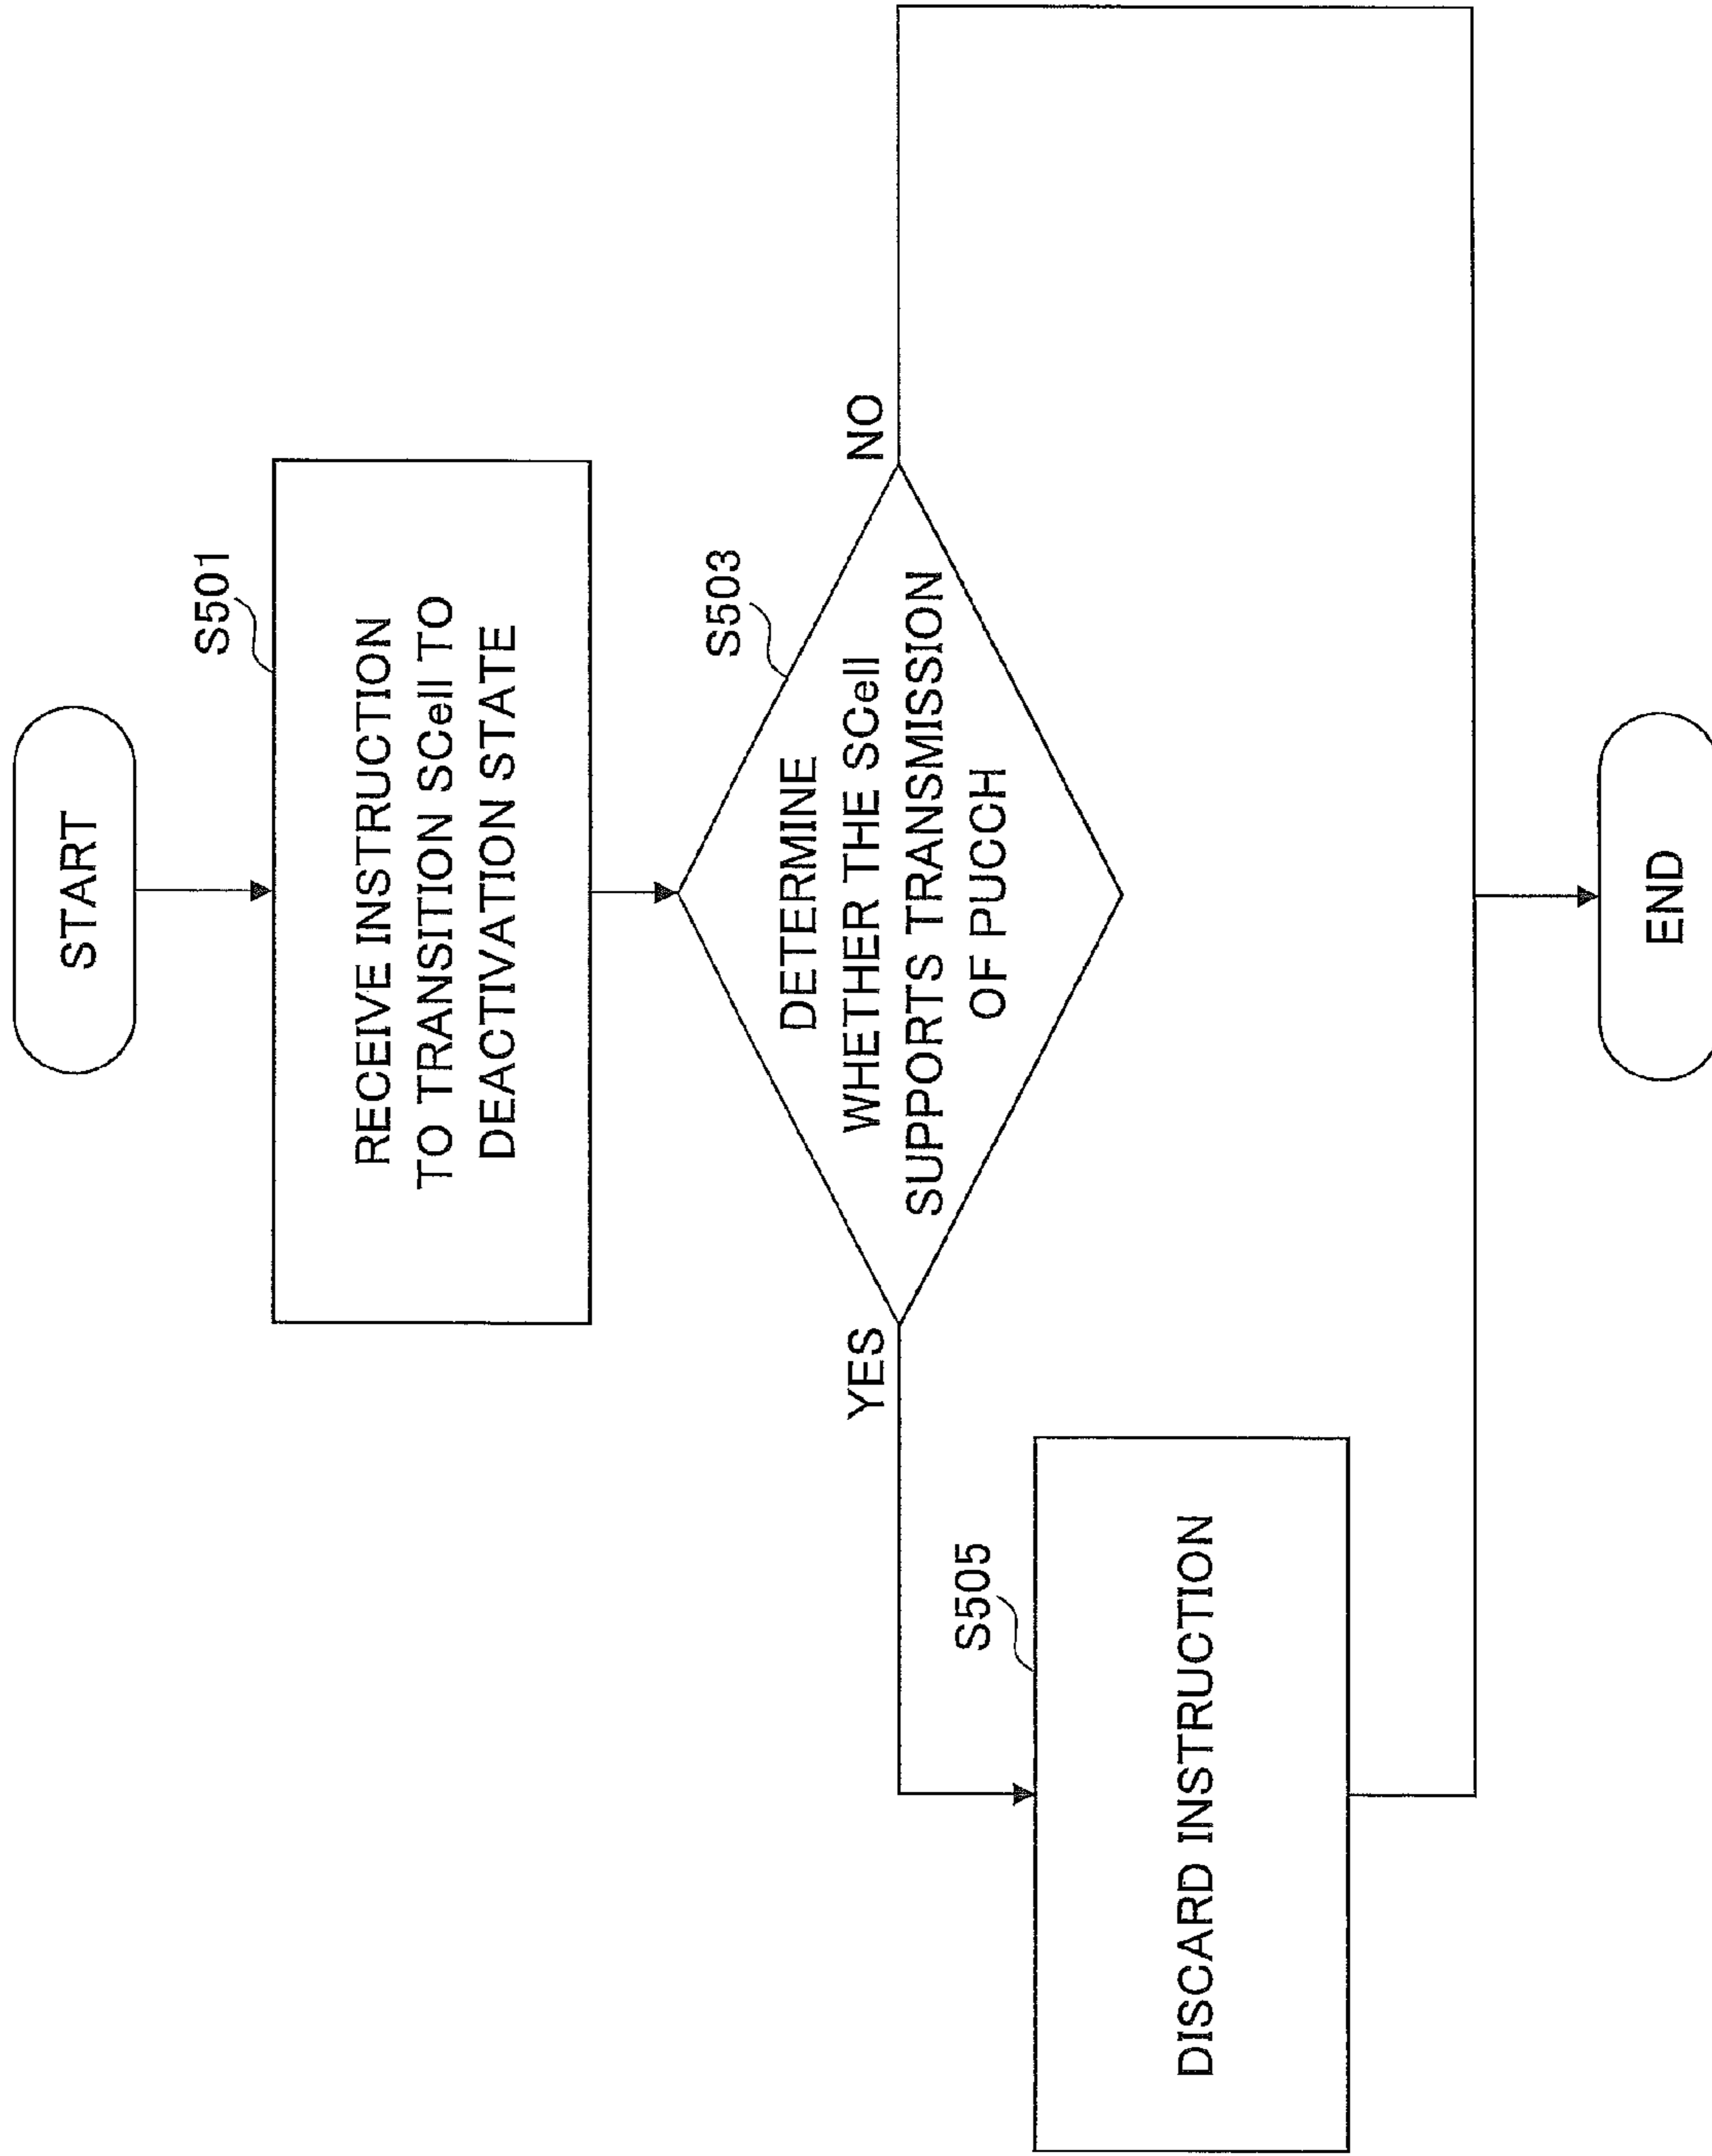 START
S501
RECEIVE INSTRUCTION
TO TRANSITION SCell TO
DEACTIVATION STATE
S503
DETERMINE
WHETHER THE SCell
SUPPORTS TRANSMISSION
OF PUCCH
YES
NO
S505
DISCARD INSTRUCTION
END